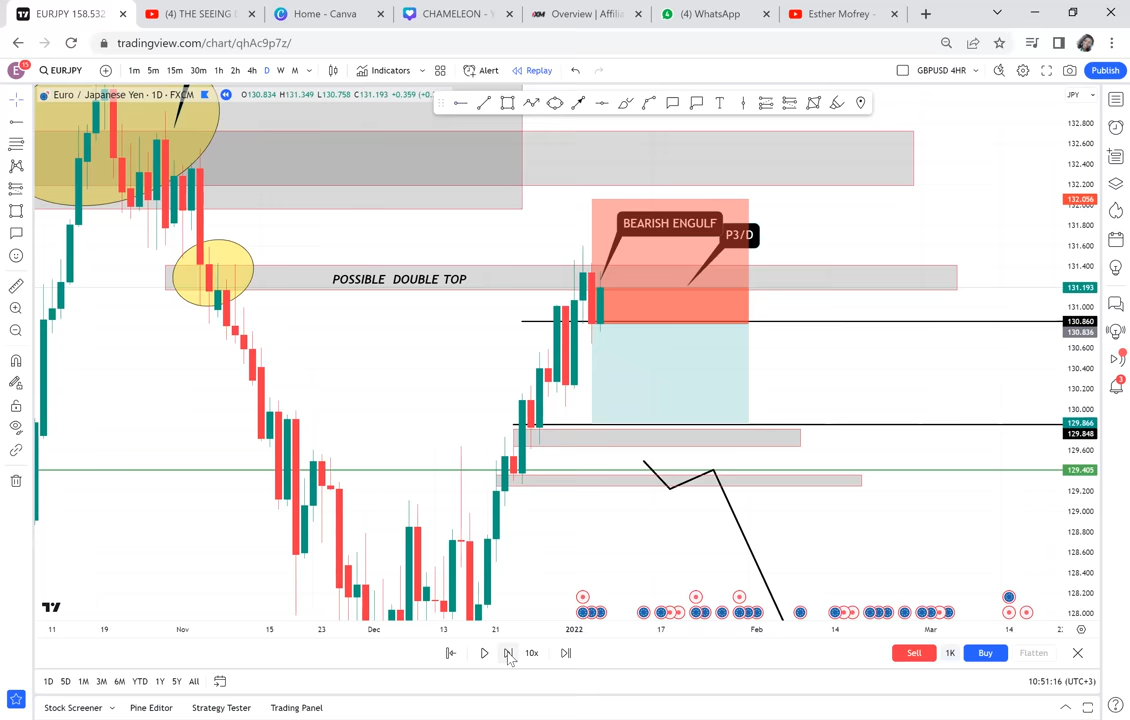 EURJPY 158.532
(4) THE SEEING
Home - Canva
CHAMELEON - Y
Overview | Affilia
(4) WhatsApp
Esther Mofrey -
tradingview.com/chart/qhAc9p7z/
E
15
EURJPY
1m 5m 15m 30m 1h 2h 4h D W M
Indicators
Alert
Replay
GBPUSD 4HR
Publish
Euro / Japanese Yen · 1D · FXCM
O130.834 H131.349 L130.758 C131.193 +0.359
JPY
132.800
132.600
132.400
132.200
132.056
131.800
131.600
131.400
131.193
131.000
130.860
130.836
130.600
130.400
130.200
130.000
129.866
129.848
129.600
129.405
129.200
129.000
128.800
128.600
128.400
128.200
128.000
BEARISH ENGULF
P3/D
POSSIBLE DOUBLE TOP
3
11 19 Nov 15 23 Dec 13 21 2022 17 Feb 14 Mar 14
10x
Sell 1K Buy Flatten
1D 5D 1M 3M 6M YTD 1Y 5Y All
10:51:16 (UTC+3)
Stock Screener Pine Editor Strategy Tester Trading Panel